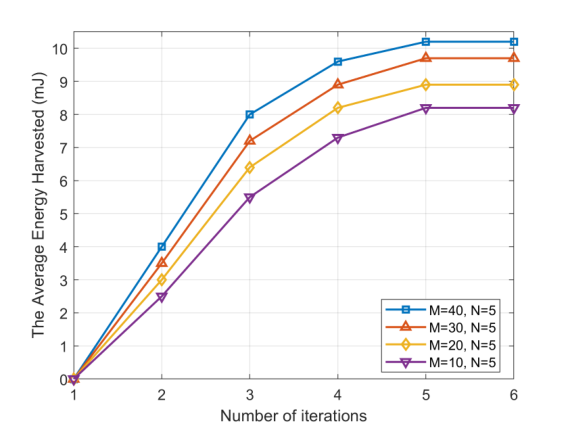 The Average Energy Harvested (mJ)
10
9
8
7
6
5
4
3
2
1
0
1 2 3 4 5 6
Number of iterations
M=40, N=5
M=30, N=5
M=20, N=5
M=10, N=5